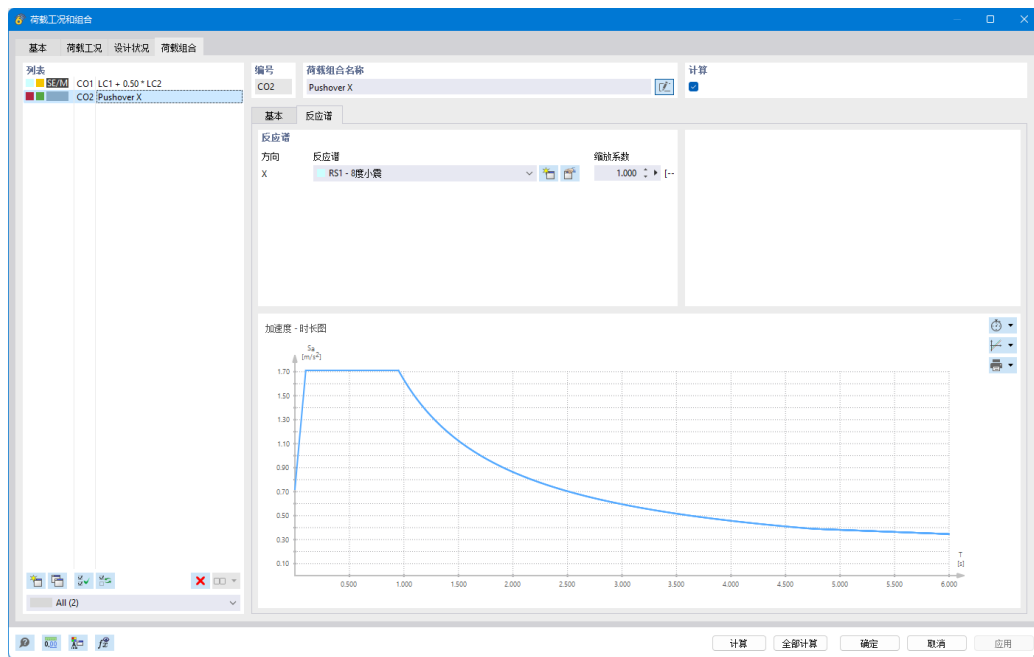 荷载工况和组合
基本 荷载工况 设计状况 荷载组合
列表
SE/M CO1 LC1 + 0.50 * LC2
CO2 Pushover X
All (2)
编号 荷载组合名称 计算
CO2 Pushover X
基本 反应谱
反应谱
方向 反应谱 缩放系数
X RS1 - 8度小震 1.000 [--
加速度 - 时长图
Sa
[m/s²]
1.70
1.50
1.30
1.10
0.90
0.70
0.50
0.30
0.10
0.500 1.000 1.500 2.000 2.500 3.000 3.500 4.000 4.500 5.000 5.500 6.000
T
[s]
0,00
计算 全部计算 确定 取消 应用